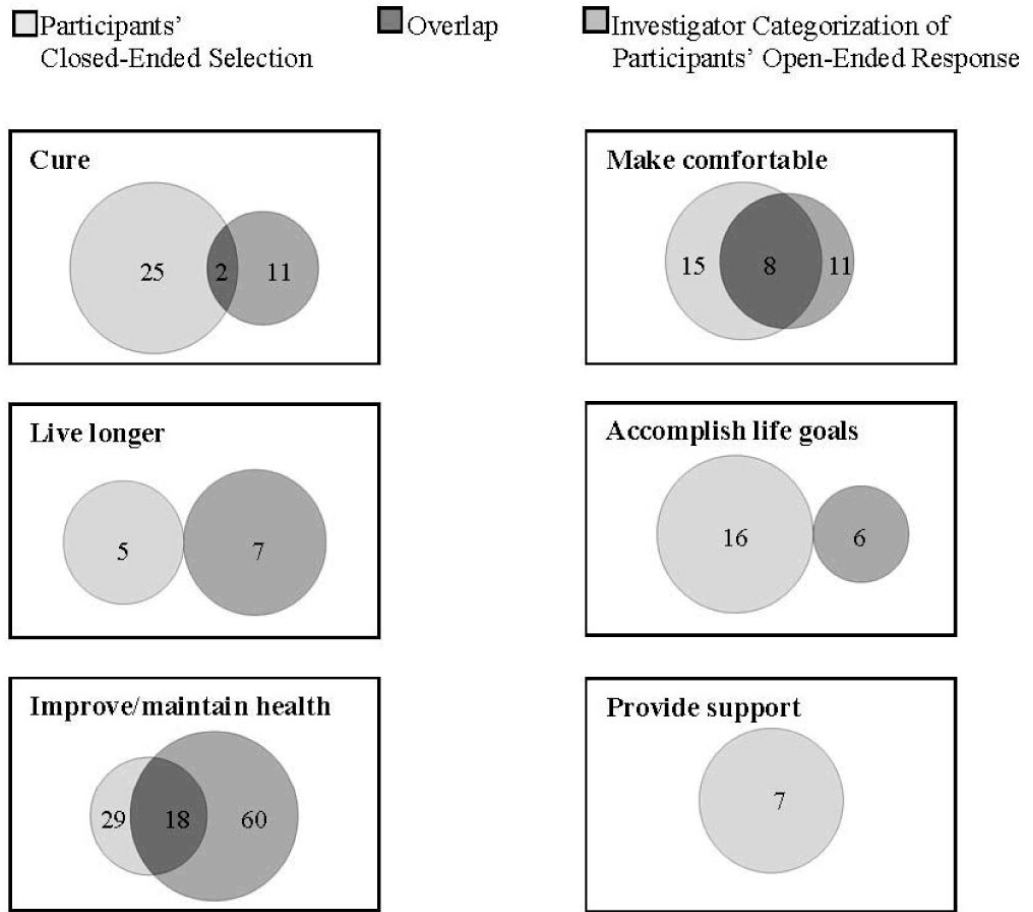 Participants'
Closed-Ended Selection
Overlap
Investigator Categorization of
Participants' Open-Ended Response
Cure
25 2 11
Make comfortable
15 8 11
Live longer
5 7
Accomplish life goals
16 6
Improve/maintain health
29 18 60
Provide support
7